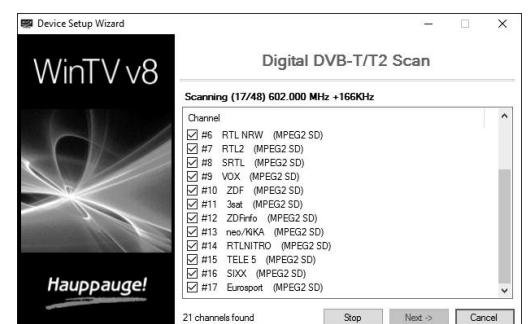 Device Setup Wizard
WinTV v8
Digital DVB-T/T2 Scan
Scanning (17/48) 602.000 MHz +166KHz
Channel
#6 RTL NRW (MPEG2 SD)
#7 RTL2 (MPEG2 SD)
#8 SRTL (MPEG2 SD)
#9 VOX (MPEG2 SD)
#10 ZDF (MPEG2 SD)
#11 3sat (MPEG2 SD)
#12 ZDFinfo (MPEG2 SD)
#13 neo/KiKA (MPEG2 SD)
#14 RTLNITRO (MPEG2 SD)
#15 TELE 5 (MPEG2 SD)
#16 SIXX (MPEG2 SD)
#17 Eurosport (MPEG2 SD)
Hauppauge!
21 channels found
Stop
Next ->
Cancel